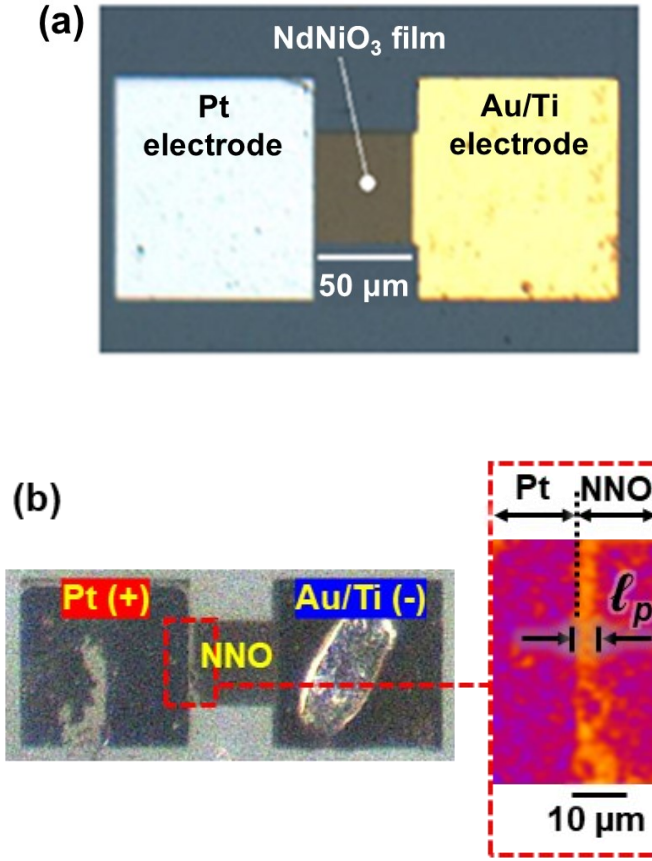 (a)
NdNiO₃ film
Pt
electrode
Au/Ti
electrode
50 μm
(b)
Pt (+)
Au/Ti (-)
NNO
Pt
NNO
ℓₚ
10 μm